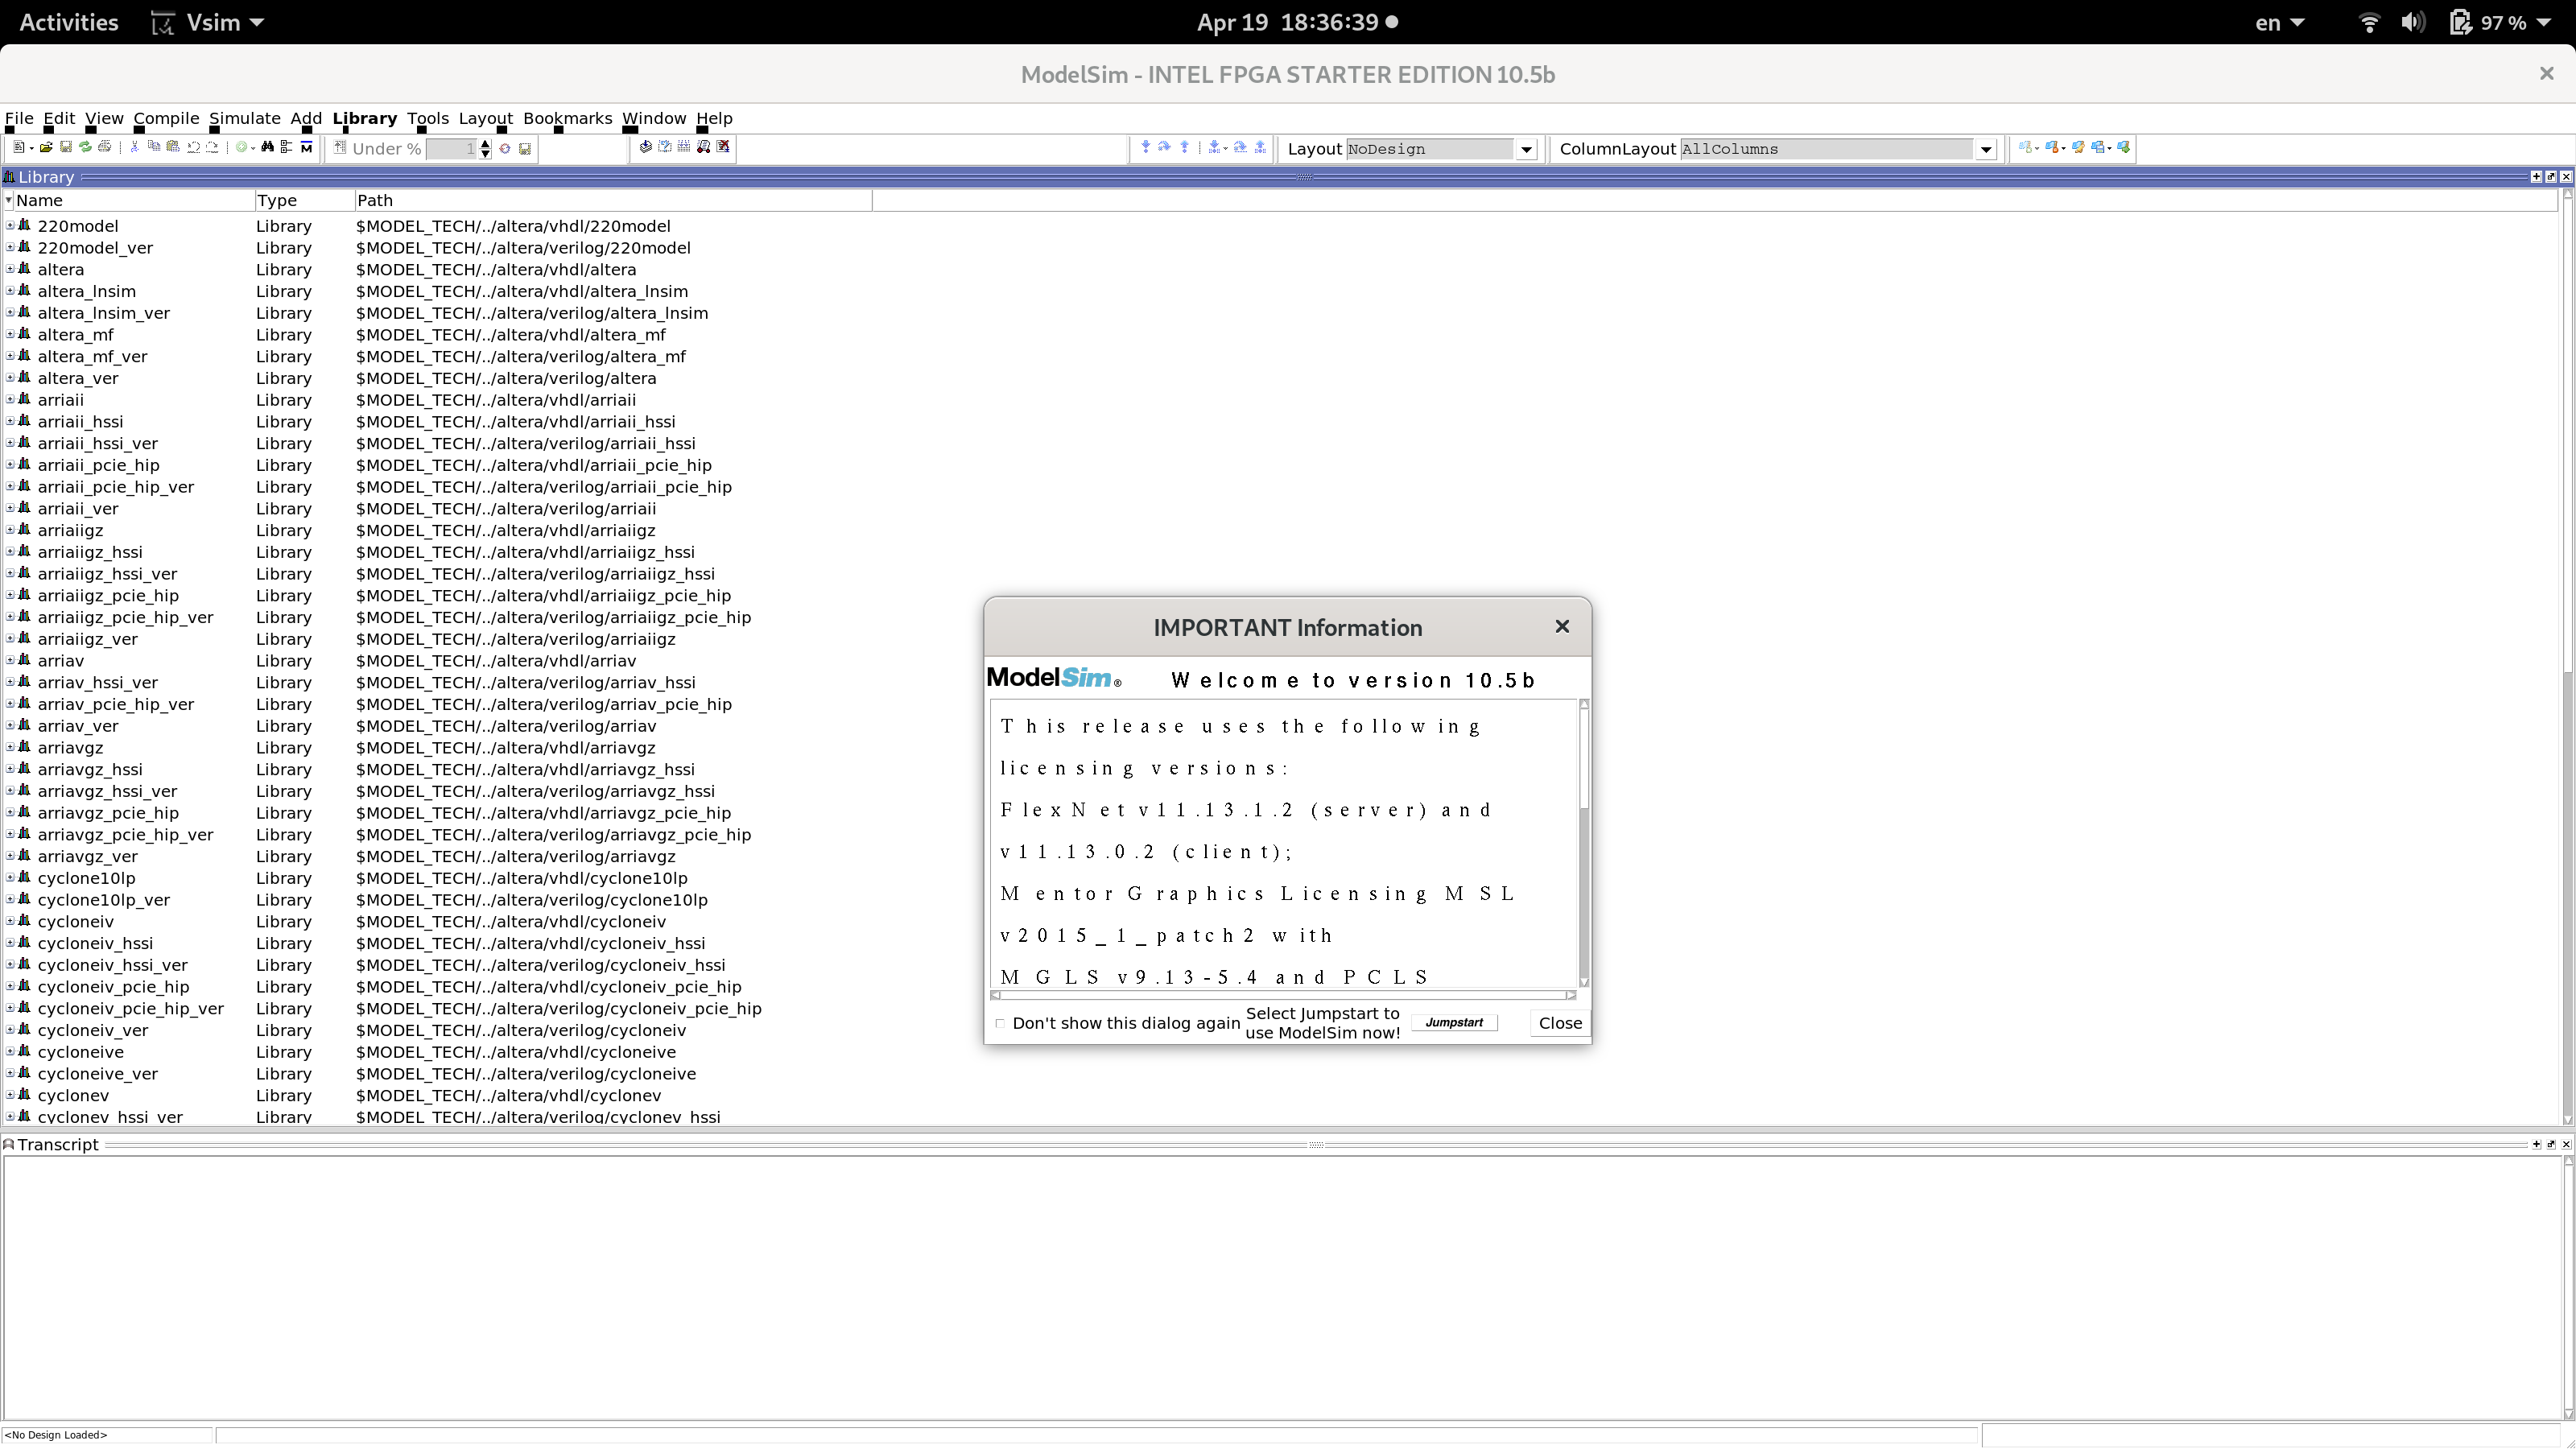 Activities Vsim Apr 19 18:36:39 en 97 %
ModelSim - INTEL FPGA STARTER EDITION 10.5b
File Edit View Compile Simulate Add Library Tools Layout Bookmarks Window Help
Under % 1 Layout NoDesign ColumnLayout AllColumns
Library
Name Type Path
220model Library $MODEL_TECH/../altera/vhdl/220model
220model_ver Library $MODEL_TECH/../altera/verilog/220model
altera Library $MODEL_TECH/../altera/vhdl/altera
altera_lnsim Library $MODEL_TECH/../altera/vhdl/altera_lnsim
altera_lnsim_ver Library $MODEL_TECH/../altera/verilog/altera_lnsim
altera_mf Library $MODEL_TECH/../altera/vhdl/altera_mf
altera_mf_ver Library $MODEL_TECH/../altera/verilog/altera_mf
altera_ver Library $MODEL_TECH/../altera/verilog/altera
arriaii Library $MODEL_TECH/../altera/vhdl/arriaii
arriaii_hssi Library $MODEL_TECH/../altera/vhdl/arriaii_hssi
arriaii_hssi_ver Library $MODEL_TECH/../altera/verilog/arriaii_hssi
arriaii_pcie_hip Library $MODEL_TECH/../altera/vhdl/arriaii_pcie_hip
arriaii_pcie_hip_ver Library $MODEL_TECH/../altera/verilog/arriaii_pcie_hip
arriaii_ver Library $MODEL_TECH/../altera/verilog/arriaii
arriaiigz Library $MODEL_TECH/../altera/vhdl/arriaiigz
arriaiigz_hssi Library $MODEL_TECH/../altera/vhdl/arriaiigz_hssi
arriaiigz_hssi_ver Library $MODEL_TECH/../altera/verilog/arriaiigz_hssi
arriaiigz_pcie_hip Library $MODEL_TECH/../altera/vhdl/arriaiigz_pcie_hip
arriaiigz_pcie_hip_ver Library $MODEL_TECH/../altera/verilog/arriaiigz_pcie_hip
arriaiigz_ver Library $MODEL_TECH/../altera/verilog/arriaiigz
arriav Library $MODEL_TECH/../altera/vhdl/arriav
arriav_hssi_ver Library $MODEL_TECH/../altera/verilog/arriav_hssi
arriav_pcie_hip_ver Library $MODEL_TECH/../altera/verilog/arriav_pcie_hip
arriav_ver Library $MODEL_TECH/../altera/verilog/arriav
arriavgz Library $MODEL_TECH/../altera/vhdl/arriavgz
arriavgz_hssi Library $MODEL_TECH/../altera/vhdl/arriavgz_hssi
arriavgz_hssi_ver Library $MODEL_TECH/../altera/verilog/arriavgz_hssi
arriavgz_pcie_hip Library $MODEL_TECH/../altera/vhdl/arriavgz_pcie_hip
arriavgz_pcie_hip_ver Library $MODEL_TECH/../altera/verilog/arriavgz_pcie_hip
arriavgz_ver Library $MODEL_TECH/../altera/verilog/arriavgz
cyclone10lp Library $MODEL_TECH/../altera/vhdl/cyclone10lp
cyclone10lp_ver Library $MODEL_TECH/../altera/verilog/cyclone10lp
cycloneiv Library $MODEL_TECH/../altera/vhdl/cycloneiv
cycloneiv_hssi Library $MODEL_TECH/../altera/vhdl/cycloneiv_hssi
cycloneiv_hssi_ver Library $MODEL_TECH/../altera/verilog/cycloneiv_hssi
cycloneiv_pcie_hip Library $MODEL_TECH/../altera/vhdl/cycloneiv_pcie_hip
cycloneiv_pcie_hip_ver Library $MODEL_TECH/../altera/verilog/cycloneiv_pcie_hip
cycloneiv_ver Library $MODEL_TECH/../altera/verilog/cycloneiv
cycloneive Library $MODEL_TECH/../altera/vhdl/cycloneive
cycloneive_ver Library $MODEL_TECH/../altera/verilog/cycloneive
cyclonev Library $MODEL_TECH/../altera/vhdl/cyclonev
cyclonev_hssi_ver Library $MODEL_TECH/../altera/verilog/cyclonev_hssi
IMPORTANT Information
ModelSim® Welcome to version 10.5b
This release uses the following
licensing versions:
FlexNet v11.13.1.2 (server) and
v11.13.0.2 (client);
Mentor Graphics Licensing MSL
v2015_1_patch2 with
MGLS v9.13-5.4 and PCLS
Don't show this dialog again Select Jumpstart to use ModelSim now! Jumpstart Close
Transcript
<No Design Loaded>